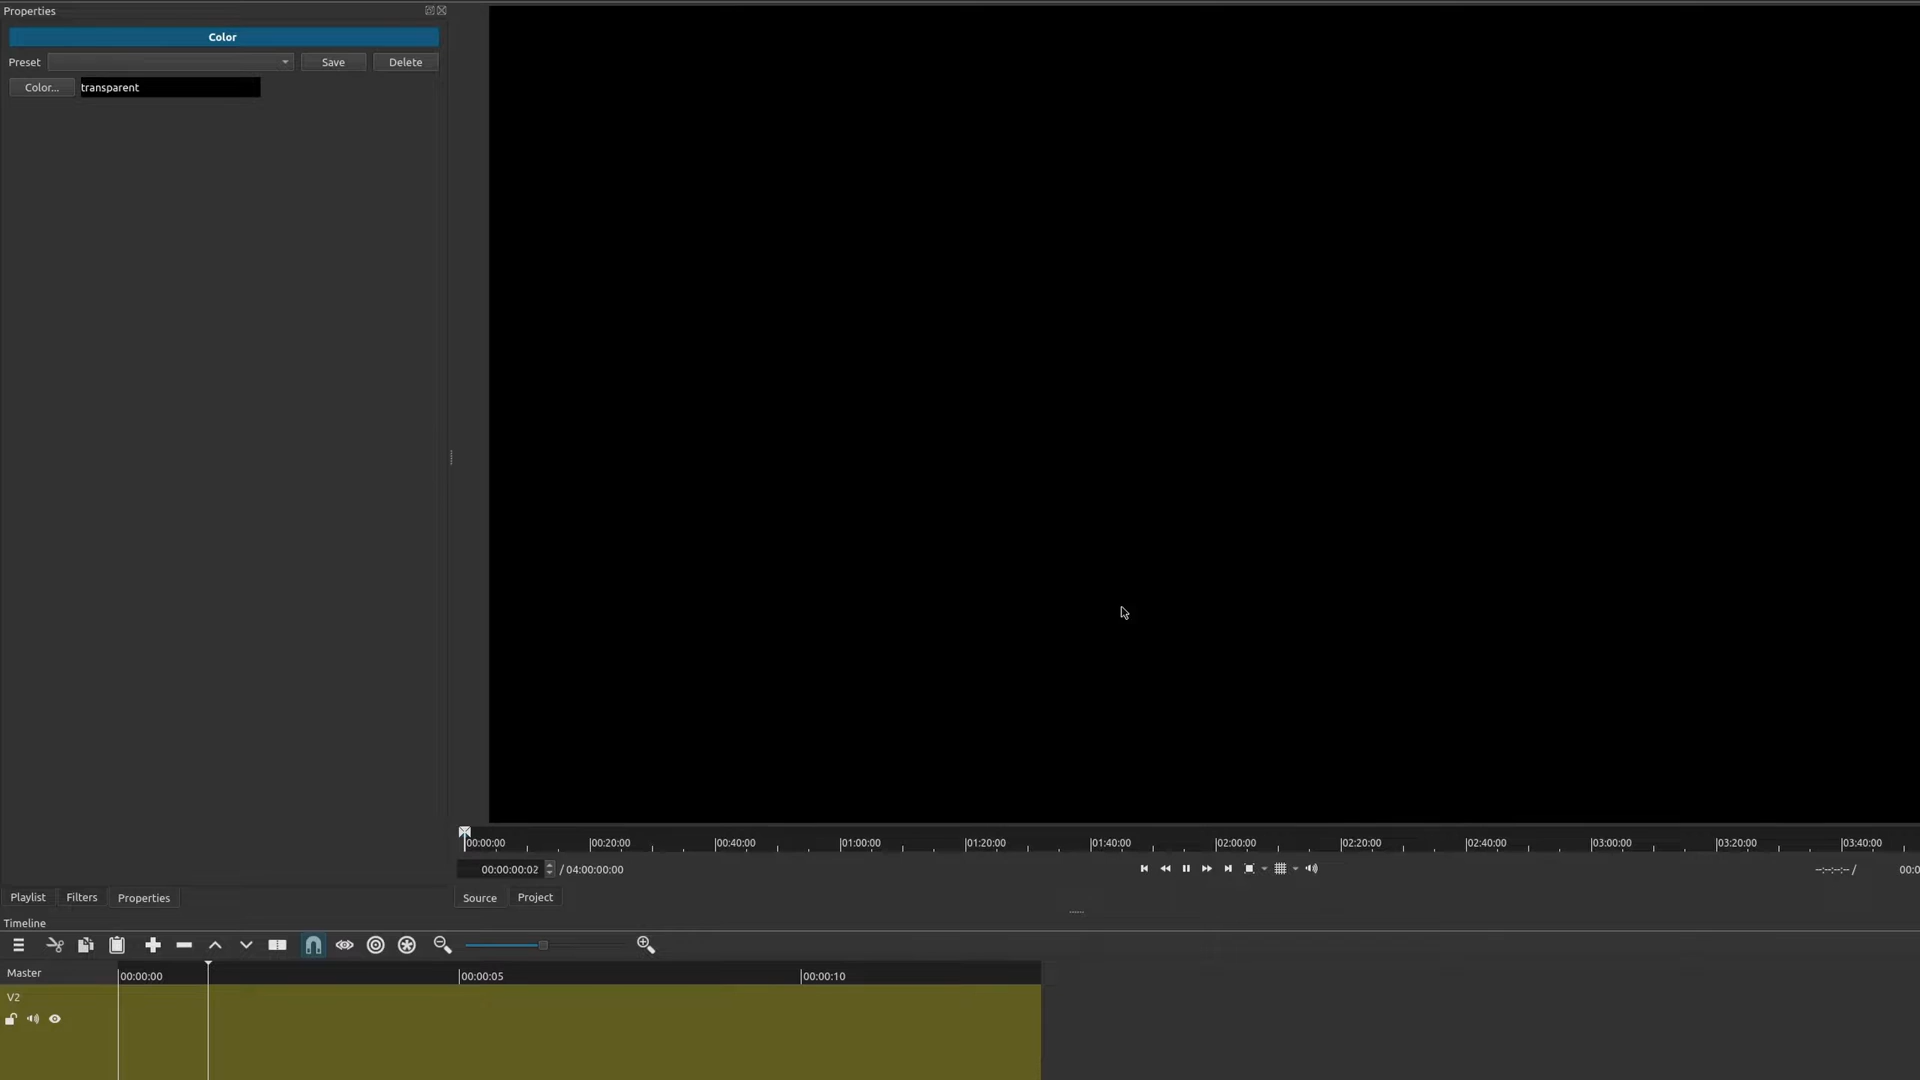 Properties
Color
Preset
Save
Delete
Color...
transparent
00:00:00
00:20:00
00:40:00
01:00:00
01:20:00
01:40:00
02:00:00
02:20:00
02:40:00
03:00:00
03:20:00
03:40:00
00:00:00:02
/ 04:00:00:00
--:--:--:-- /
Playlist
Filters
Properties
Source
Project
Timeline
Master
00:00:00
00:00:05
00:00:10
V2